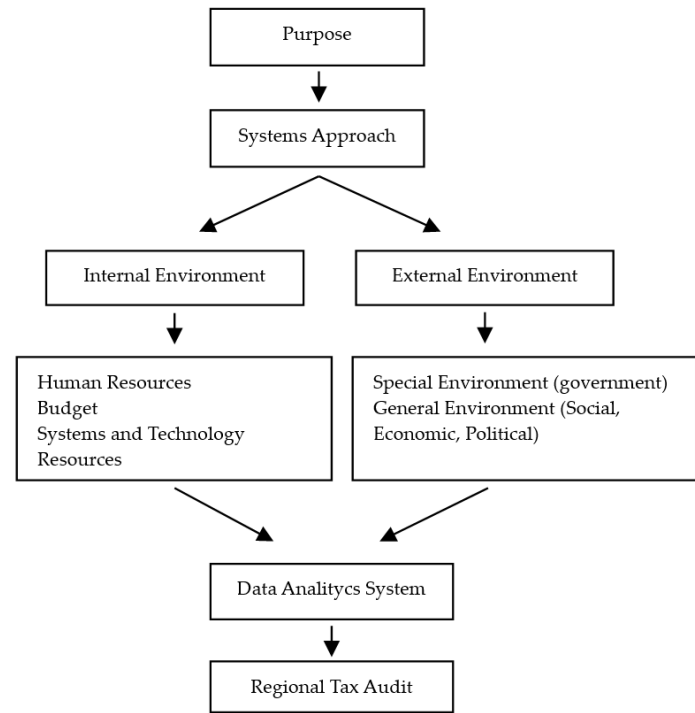 Purpose
Systems Approach
Internal Environment
External Environment
Human Resources
Budget
Systems and Technology
Resources
Special Environment (government)
General Environment (Social,
Economic, Political)
Data Analitycs System
Regional Tax Audit